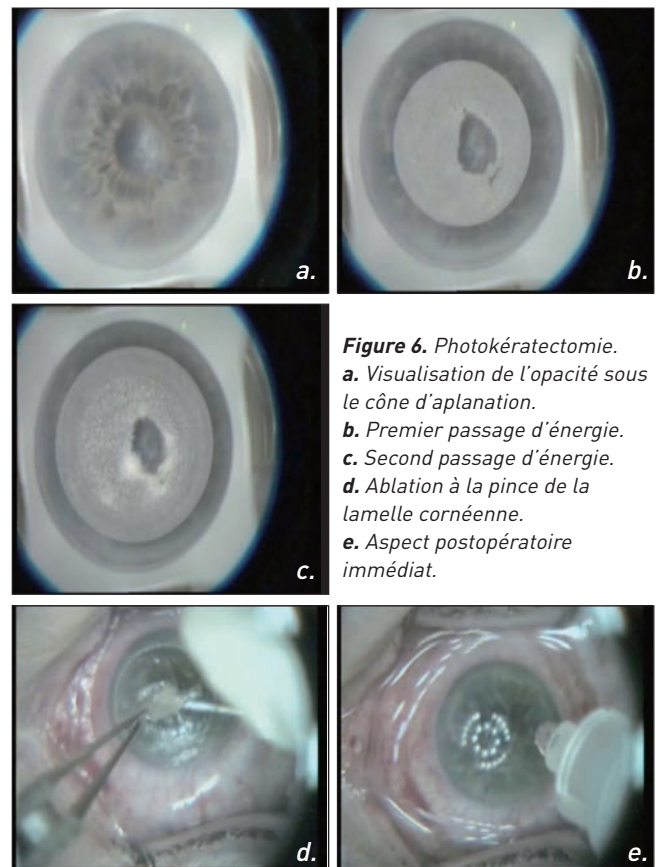 a.
b.
c.
Figure 6. Photokératectomie.
a. Visualisation de l'opacité sous
le cône d'aplanation.
b. Premier passage d'énergie.
c. Second passage d'énergie.
d. Ablation à la pince de la
lamelle cornéenne.
e. Aspect postopératoire
immédiat.
d.
e.